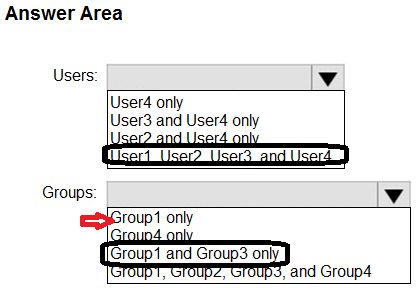 Answer Area
Users:
User4 only
User3 and User4 only
User2 and User4 only
User1, User2, User3, and User4
Groups:
Group1 only
Group4 only
Group1 and Group3 only
Group1, Group2, Group3, and Group4